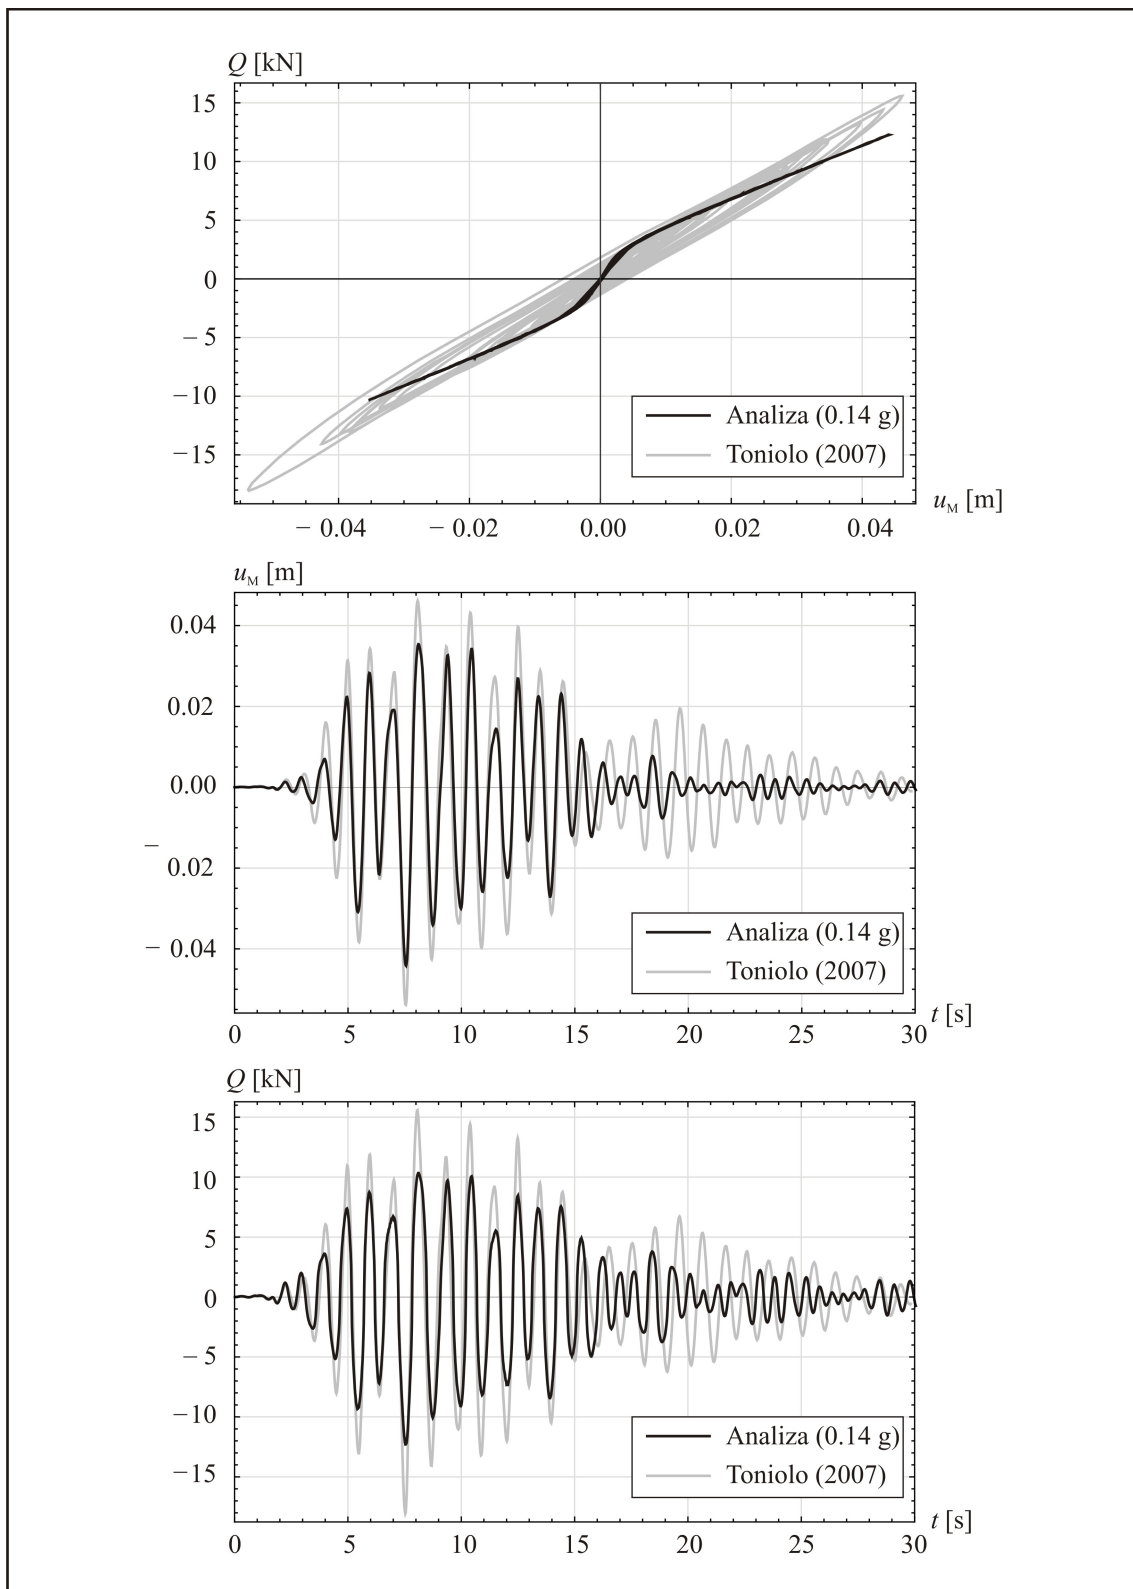 Q [kN]
15
10
5
0
− 5
−10
−15
Analiza (0.14 g)
Toniolo (2007)
u_M [m]
− 0.04
− 0.02
0.00
0.02
0.04
u_M [m]
0.04
0.02
0.00
−
0.02
− 0.04
Analiza (0.14 g)
Toniolo (2007)
0 5 10 15 20 25 30
t [s]
Q [kN]
15
10
5
0
− 5
−10
−15
Analiza (0.14 g)
Toniolo (2007)
t [s]
0 5 10 15 20 25 30